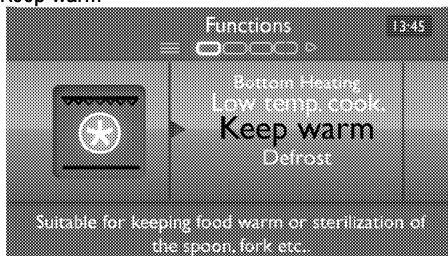 Keep warm
Functions
13:45
Bottom Heating
Low temp. cook.
Keep warm
Defrost
Suitable for keeping food warm or sterilization of
the spoon, fork etc..